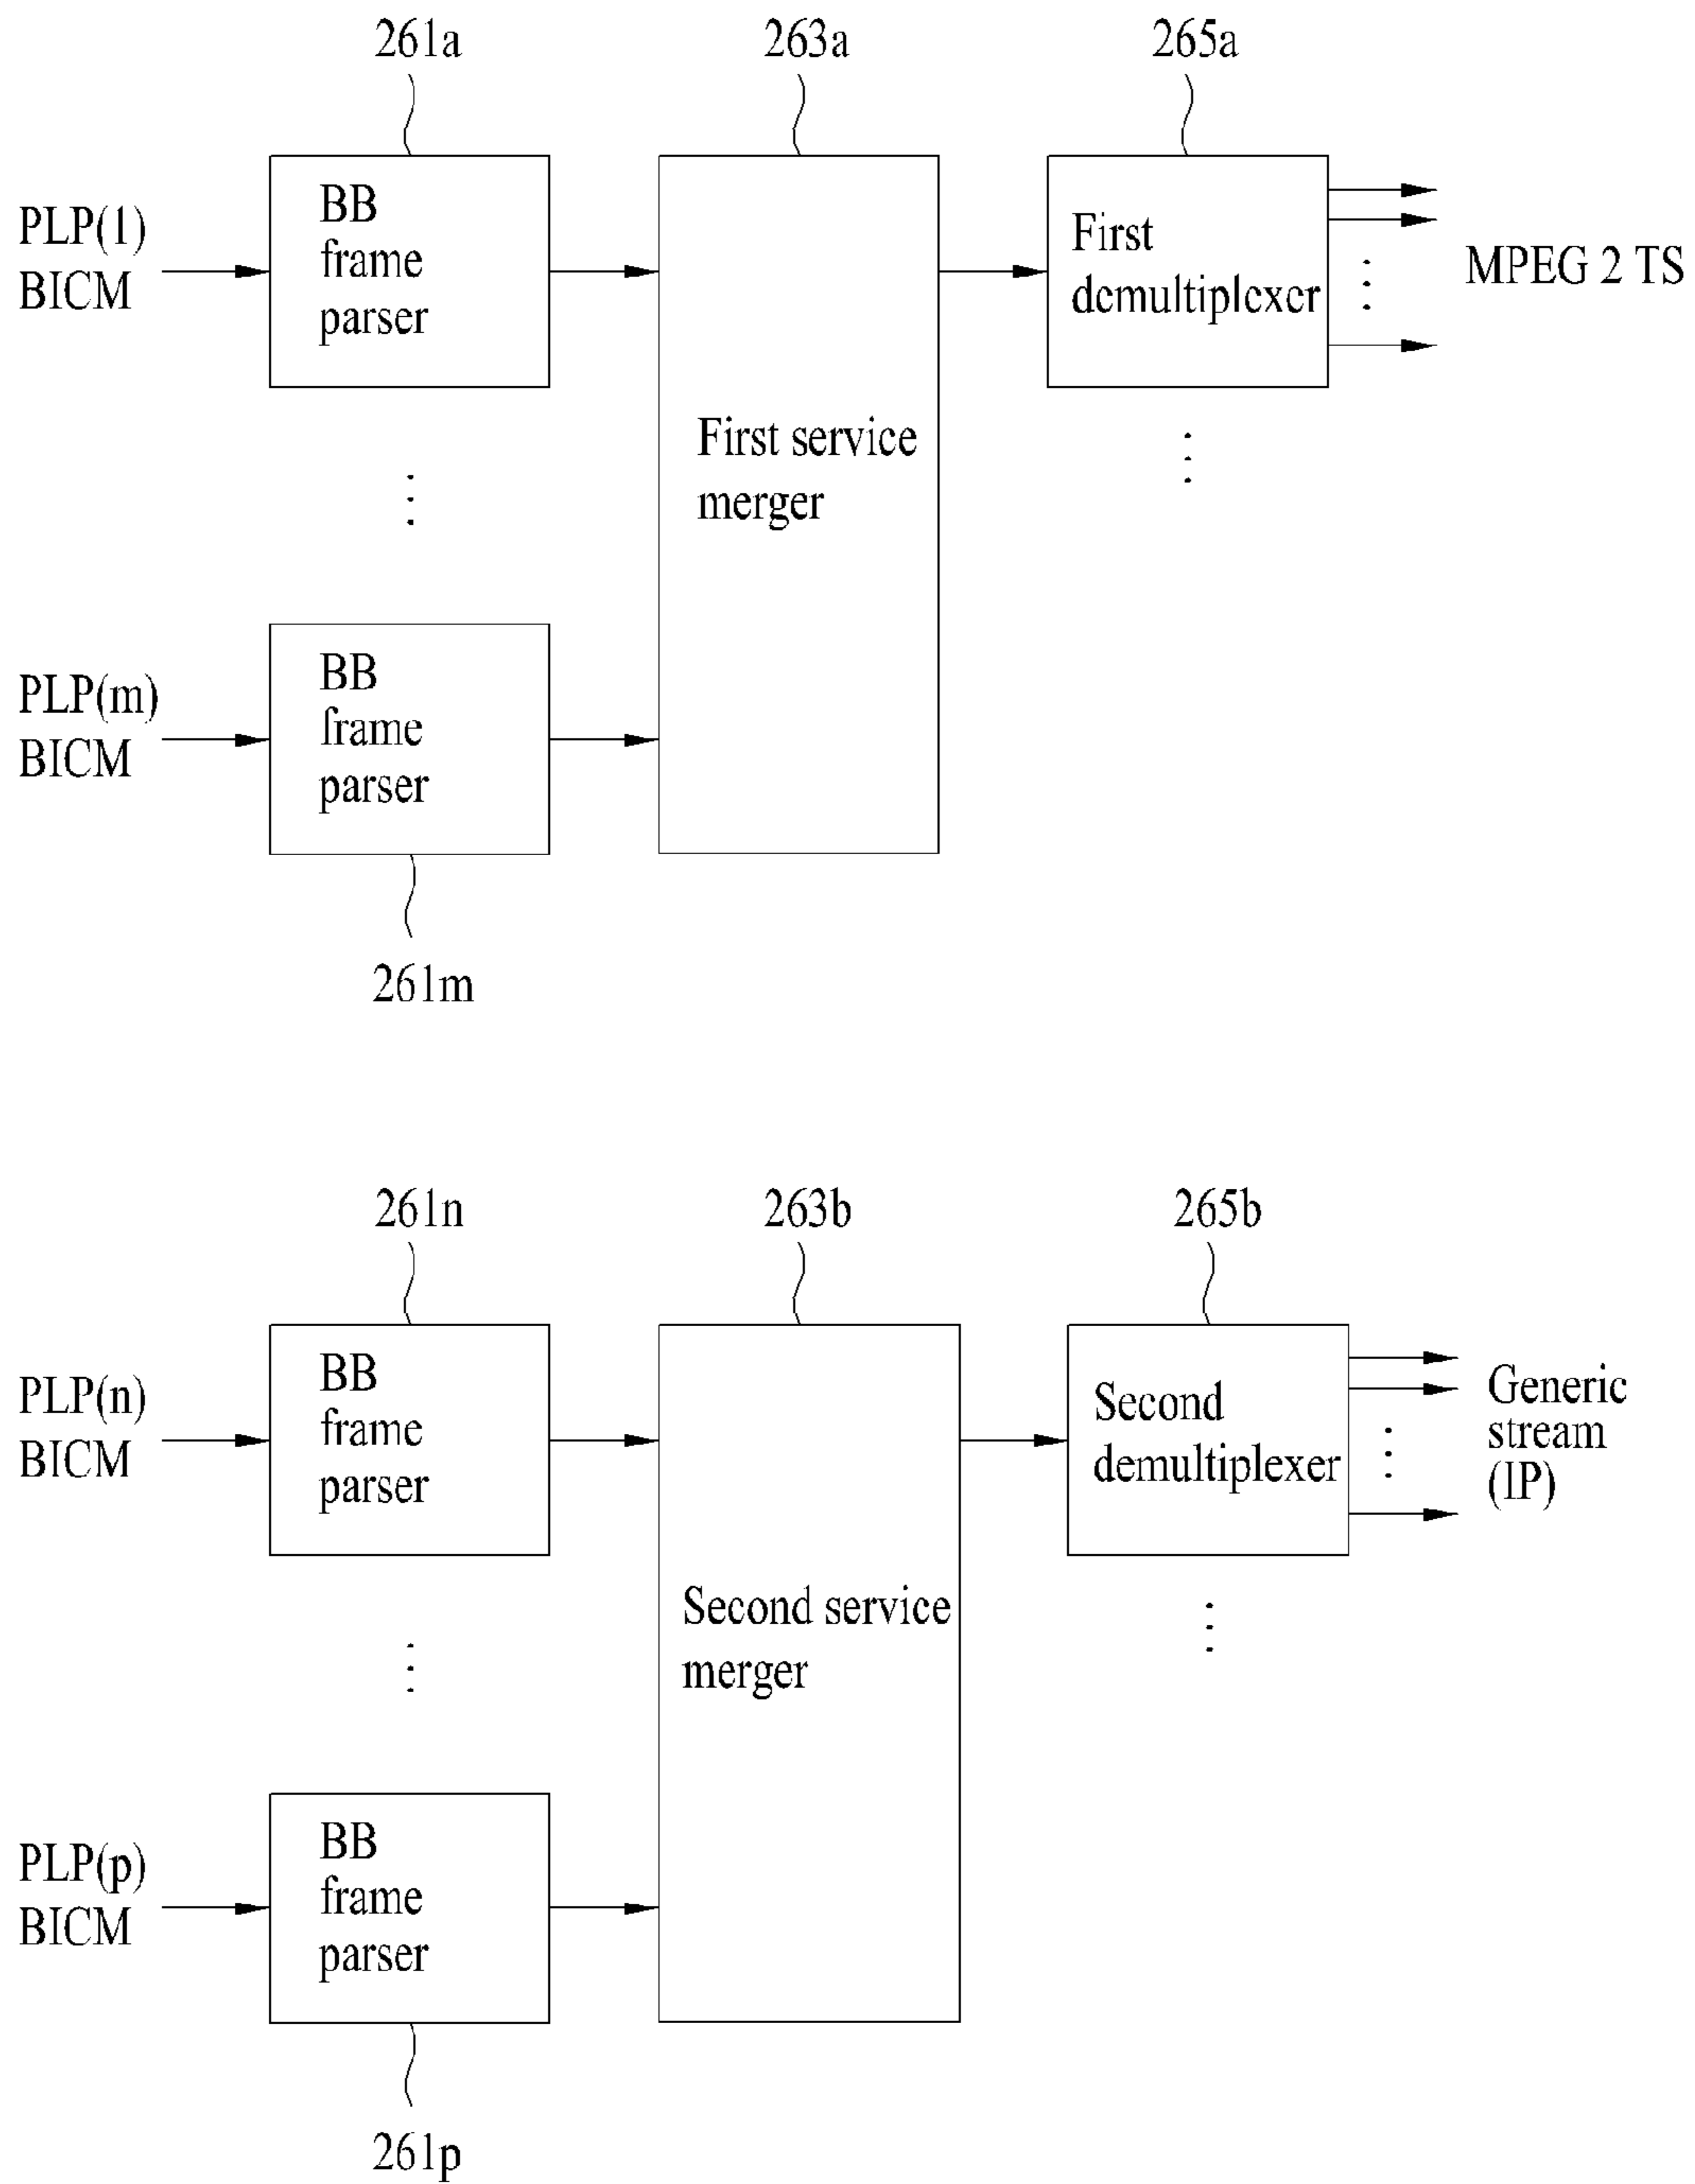 261a
263a
265a
PLP(1)
BICM
BB
frame
parser
First service
merger
First
demultiplexer
MPEG 2 TS
PLP(m)
BICM
BB
frame
parser
261m
261n
263b
265b
PLP(n)
BICM
BB
frame
parser
Second service
merger
Second
demultiplexer
Generic
stream
(IP)
PLP(p)
BICM
BB
frame
parser
261p